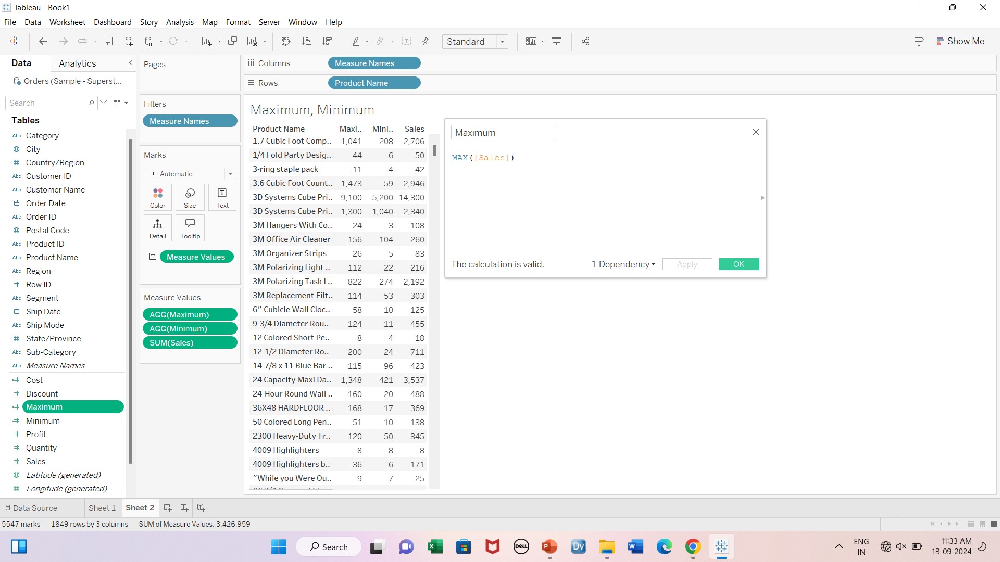 Tableau - Book1
File Data Worksheet Dashboard Story Analysis Map Format Server Window Help
Standard
Show Me
Data Analytics
Orders (Sample - Superst...
Search
Tables
Abc Category
City
Country/Region
Abc Customer ID
Abc Customer Name
Order Date
Abc Order ID
Postal Code
Abc Product ID
Abc Product Name
Abc Region
# Row ID
Abc Segment
Ship Date
Abc Ship Mode
State/Province
Abc Sub-Category
Abc Measure Names
=# Cost
# Discount
=# Maximum
=# Minimum
# Profit
# Quantity
# Sales
Latitude (generated)
Longitude (generated)
Pages
Filters
Measure Names
Marks
T Automatic
Color Size Text
Detail Tooltip
T Measure Values
Measure Values
AGG(Maximum)
AGG(Minimum)
SUM(Sales)
Columns Measure Names
Rows Product Name
Maximum, Minimum
Product Name Maxi.. Mini.. Sales
1.7 Cubic Foot Comp.. 1,041 208 2,706
1/4 Fold Party Desig.. 44 6 50
3-ring staple pack 11 4 42
3.6 Cubic Foot Count.. 1,473 59 2,946
3D Systems Cube Pri.. 9,100 5,200 14,300
3D Systems Cube Pri.. 1,300 1,040 2,340
3M Hangers With Co.. 24 3 108
3M Office Air Cleaner 156 104 260
3M Organizer Strips 26 5 83
3M Polarizing Light .. 112 22 216
3M Polarizing Task L.. 822 274 2,192
3M Replacement Filt.. 114 53 303
6” Cubicle Wall Cloc.. 58 10 125
9-3/4 Diameter Rou.. 124 11 455
12 Colored Short Pe.. 8 4 18
12-1/2 Diameter Ro.. 200 24 711
14-7/8 x 11 Blue Bar .. 115 96 423
24 Capacity Maxi Da.. 1,348 421 3,537
24-Hour Round Wall .. 160 20 488
36X48 HARDFLOOR .. 168 17 369
50 Colored Long Pen.. 51 10 138
2300 Heavy-Duty Tr.. 120 50 345
4009 Highlighters 8 8 8
4009 Highlighters b.. 36 6 171
”While you Were Ou.. 9 7 25
Maximum
MAX([Sales])
The calculation is valid. 1 Dependency Apply OK
Data Source Sheet 1 Sheet 2
5547 marks 1849 rows by 3 columns SUM of Measure Values: 3,426,959
Search
DELL
Dv
ENG
IN
11:33 AM
13-09-2024